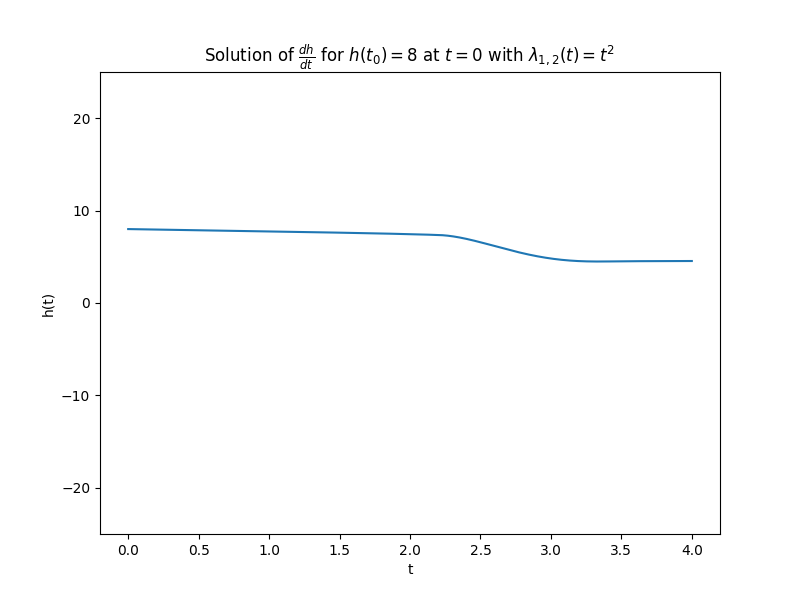 Solution of dh/dt for h(t₀) = 8 at t = 0 with λ₁,₂(t) = t²
h(t)
20
10
0
−10
−20
0.0 0.5 1.0 1.5 2.0 2.5 3.0 3.5 4.0
t